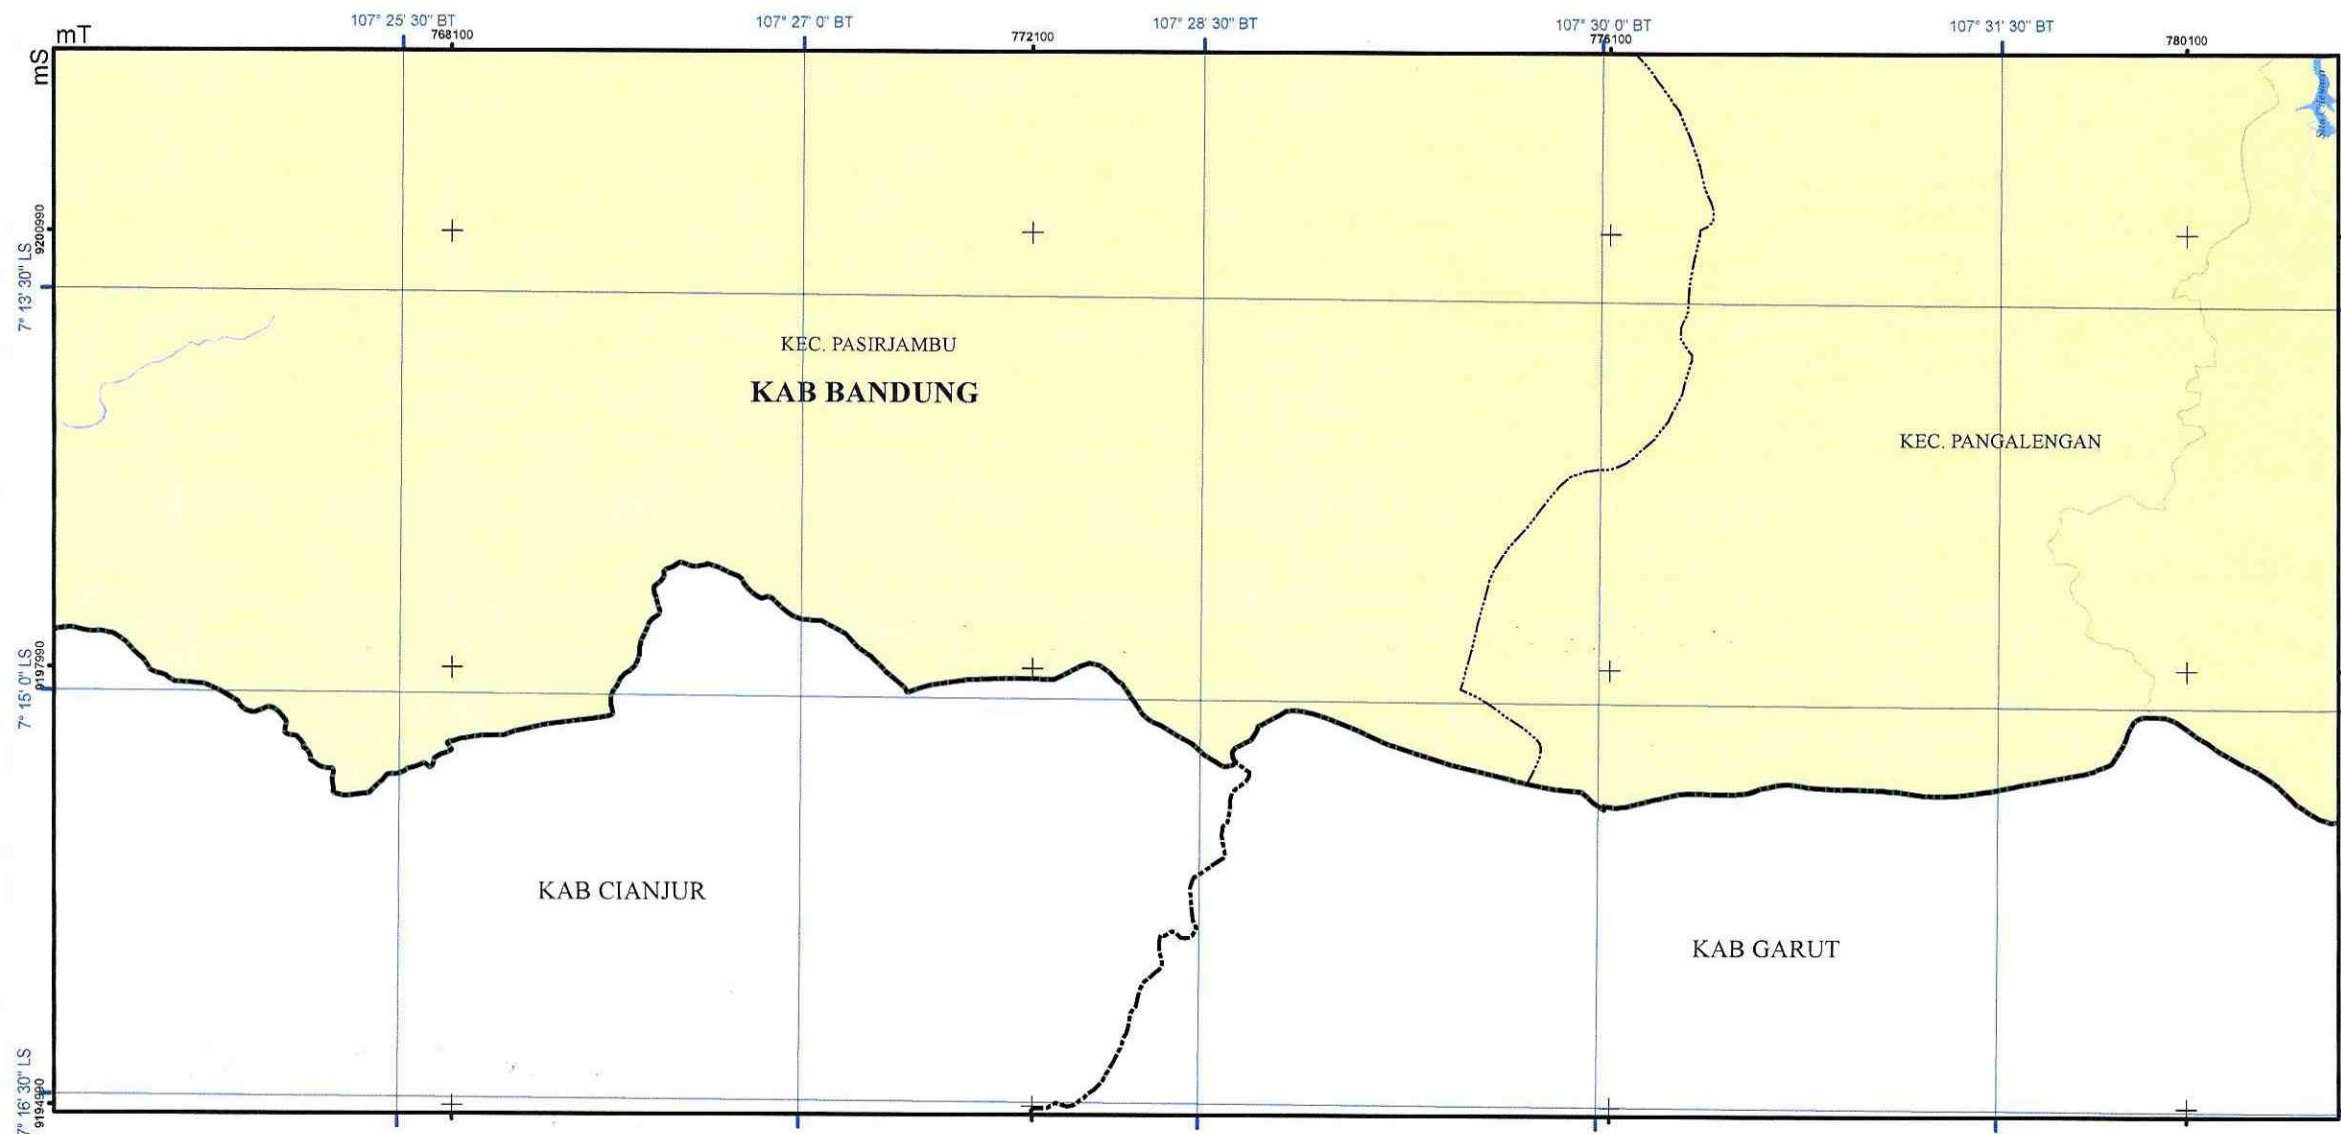 107° 25' 30" BT
107° 27' 0" BT
107° 28' 30" BT
107° 30' 0" BT
107° 31' 30" BT
mT
768100
772100
776100
780100
mS
9200990
7° 13' 30" LS
KEC. PASIRJAMBU
KAB BANDUNG
KEC. PANGALENGAN
9197990
7° 15' 0" LS
KAB CIANJUR
KAB GARUT
7° 16' 30" LS
9194990